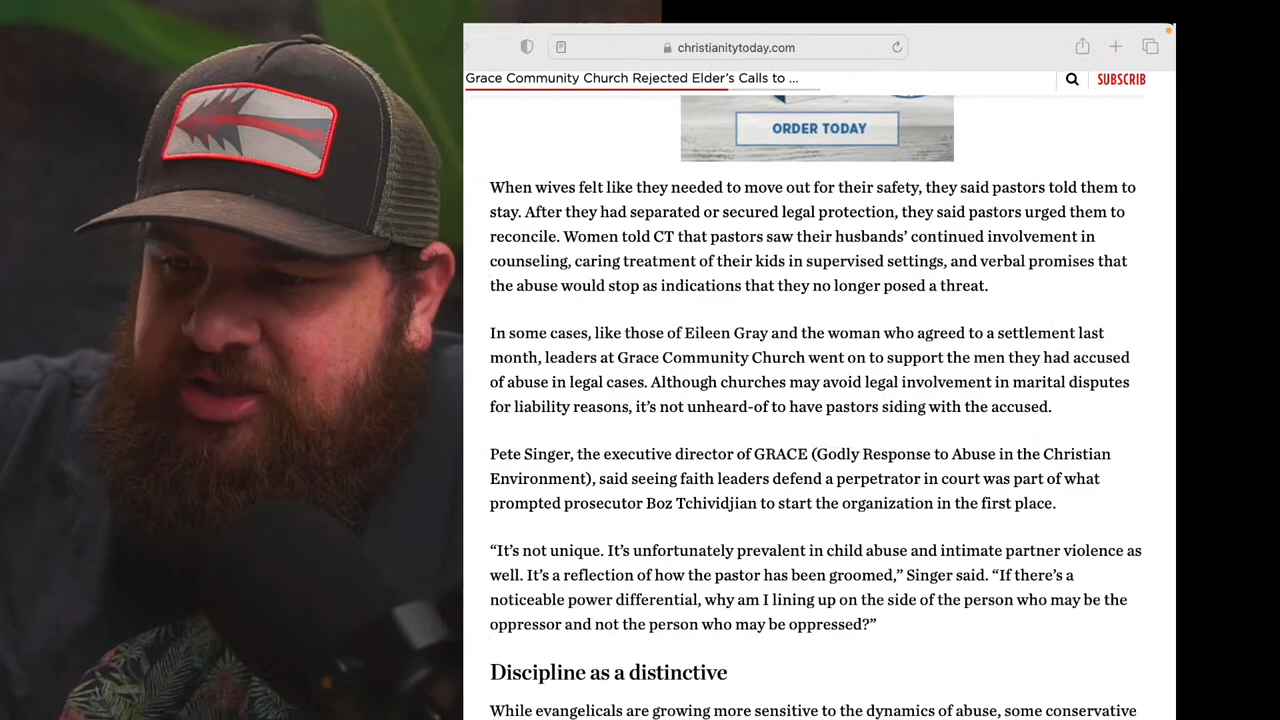 christianitytoday.com
Grace Community Church Rejected Elder's Calls to ...
SUBSCRIB
ORDER TODAY
When wives felt like they needed to move out for their safety, they said pastors told them to
stay. After they had separated or secured legal protection, they said pastors urged them to
reconcile. Women told CT that pastors saw their husbands’ continued involvement in
counseling, caring treatment of their kids in supervised settings, and verbal promises that
the abuse would stop as indications that they no longer posed a threat.
In some cases, like those of Eileen Gray and the woman who agreed to a settlement last
month, leaders at Grace Community Church went on to support the men they had accused
of abuse in legal cases. Although churches may avoid legal involvement in marital disputes
for liability reasons, it’s not unheard-of to have pastors siding with the accused.
Pete Singer, the executive director of GRACE (Godly Response to Abuse in the Christian
Environment), said seeing faith leaders defend a perpetrator in court was part of what
prompted prosecutor Boz Tchividjian to start the organization in the first place.
“It’s not unique. It’s unfortunately prevalent in child abuse and intimate partner violence as
well. It’s a reflection of how the pastor has been groomed,” Singer said. “If there’s a
noticeable power differential, why am I lining up on the side of the person who may be the
oppressor and not the person who may be oppressed?”
Discipline as a distinctive
While evangelicals are growing more sensitive to the dynamics of abuse, some conservative